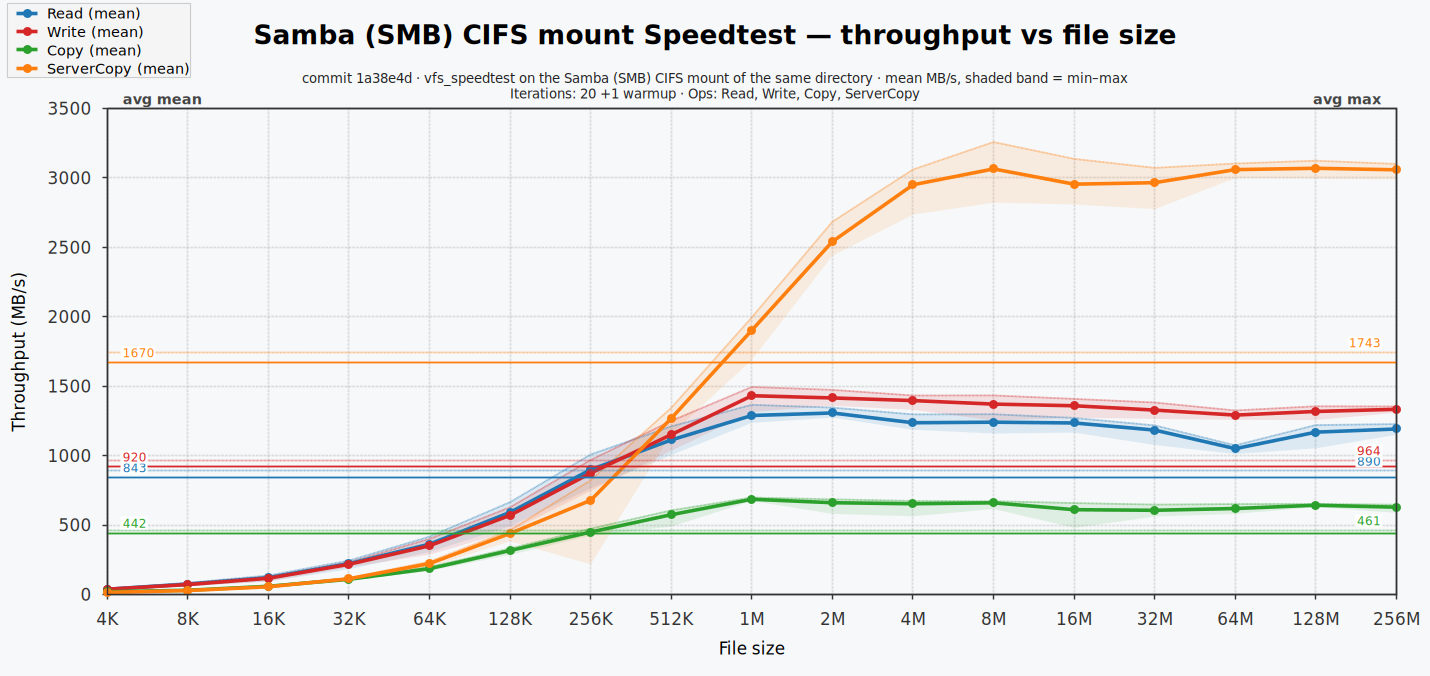 Read (mean)
Write (mean)
Copy (mean)
ServerCopy (mean)
Samba (SMB) CIFS mount Speedtest — throughput vs file size
commit 1a38e4d · vfs_speedtest on the Samba (SMB) CIFS mount of the same directory · mean MB/s, shaded band = min–max
Iterations: 20 +1 warmup · Ops: Read, Write, Copy, ServerCopy
avg mean
avg max
3500
3000
2500
2000
1500
1000
500
0
Throughput (MB/s)
1670
1743
920
964
843
890
442
461
4K
8K
16K
32K
64K
128K
256K
512K
1M
2M
4M
8M
16M
32M
64M
128M
256M
File size